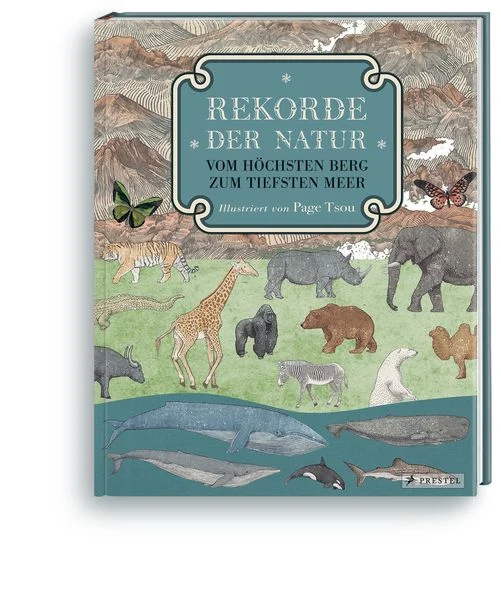 REKORDE
DER NATUR
VOM HÖCHSTEN BERG
ZUM TIEFSTEN MEER
Illustriert von Page Tsou
PRESTEL